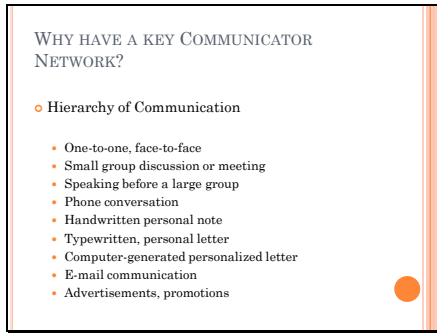 Why have a key Communicator
Network?
Hierarchy of Communication
One-to-one, face-to-face
Small group discussion or meeting
Speaking before a large group
Phone conversation
Handwritten personal note
Typewritten, personal letter
Computer-generated personalized letter
E-mail communication
Advertisements, promotions